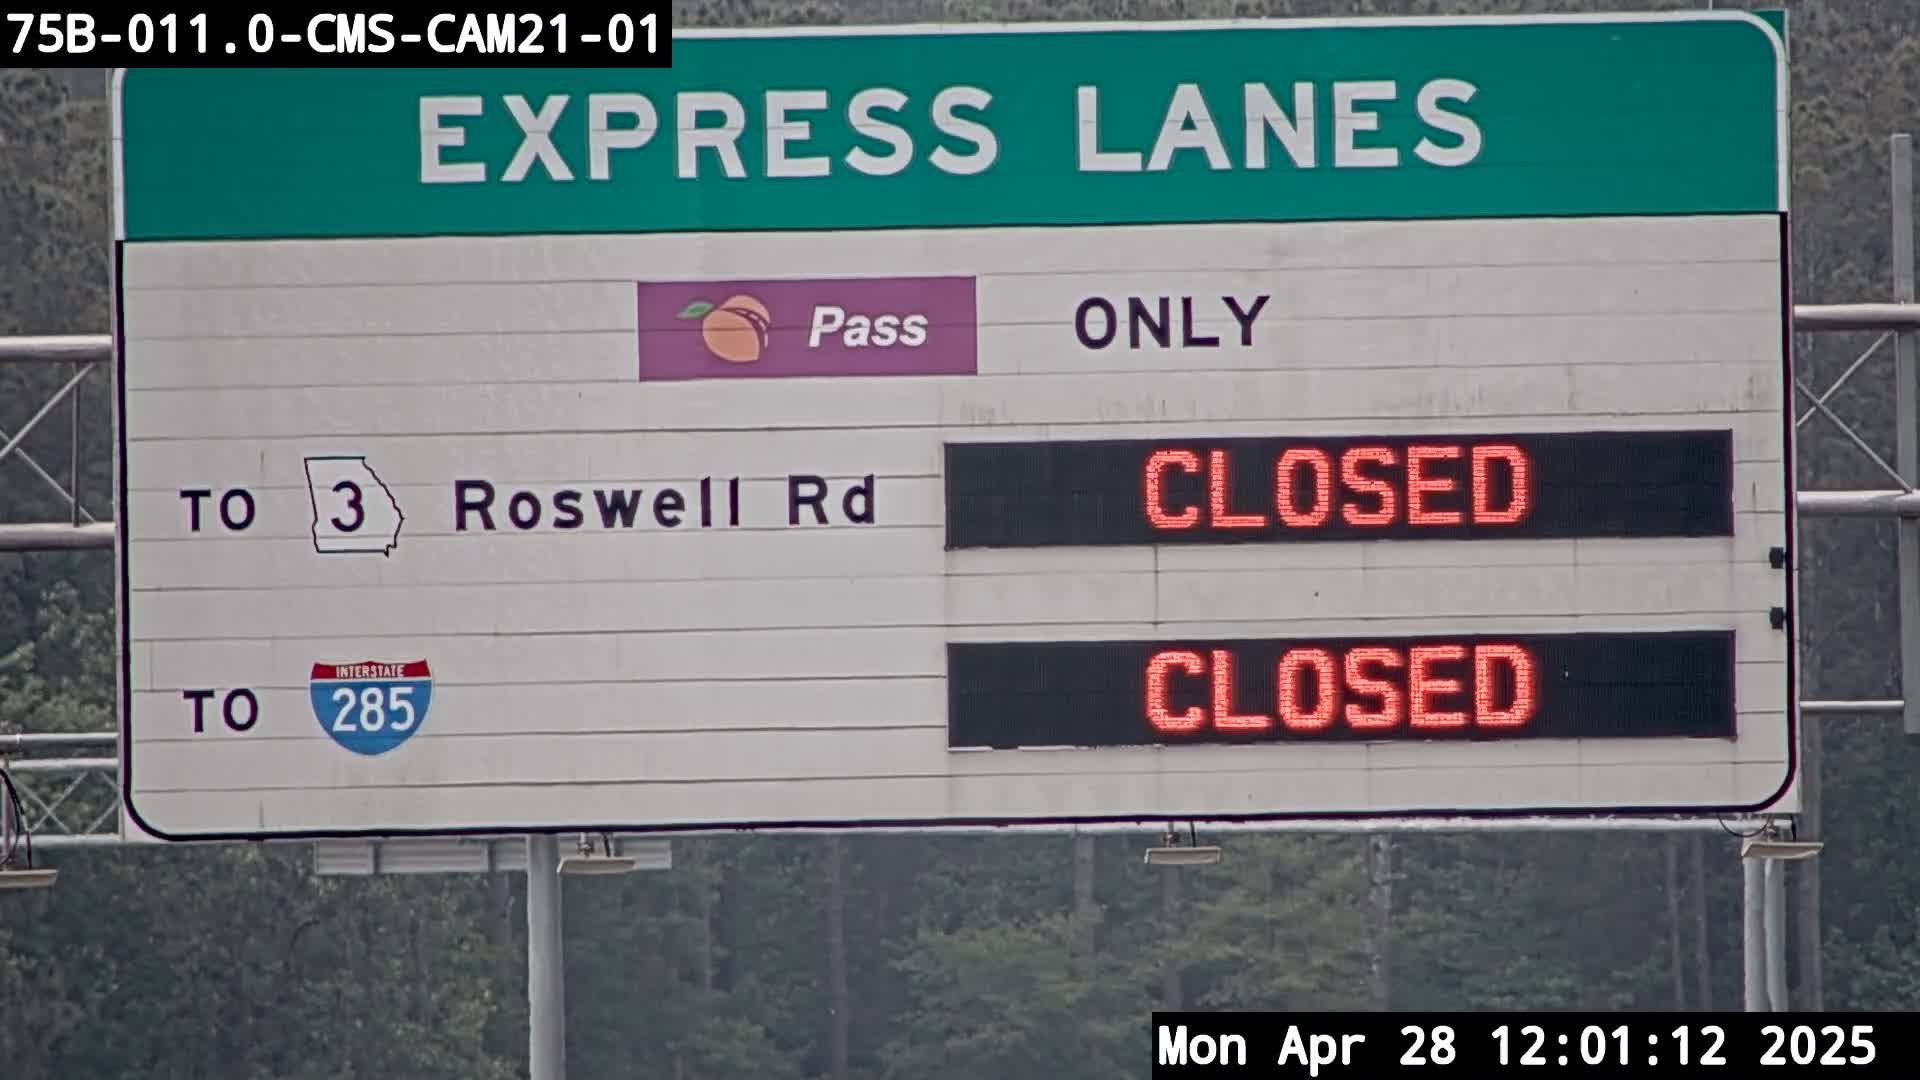 75B-011.0-CMS-CAM21-01
EXPRESS LANES
Pass ONLY
TO 3 Roswell Rd CLOSED
INTERSTATE
TO 285 CLOSED
Mon Apr 28 12:01:12 2025